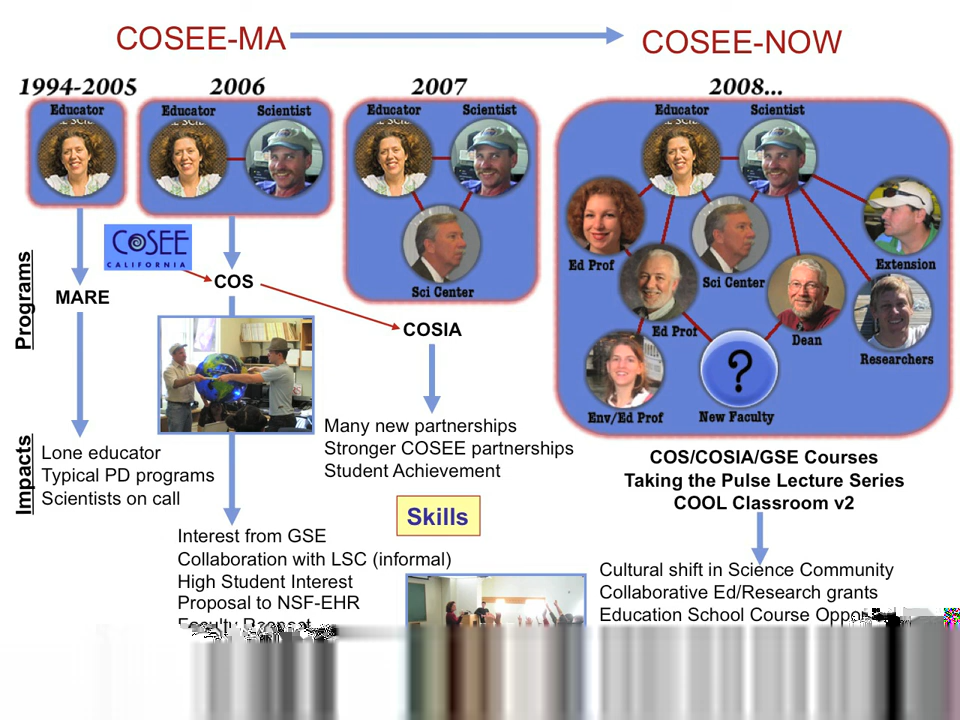 COSEE-MA
COSEE-NOW
1994-2005
2006
2007
2008...
Educator
Educator
Scientist
Educator
Scientist
Educator
Scientist
Sci Center
Ed Prof
Sci Center
Extension
Ed Prof
Dean
Researchers
Env/Ed Prof
?
New Faculty
Programs
COSEE
CALIFORNIA
MARE
COS
COSIA
Impacts
Lone educator
Typical PD programs
Scientists on call
Many new partnerships
Stronger COSEE partnerships
Student Achievement
COS/COSIA/GSE Courses
Taking the Pulse Lecture Series
COOL Classroom v2
Skills
Interest from GSE
Collaboration with LSC (informal)
High Student Interest
Proposal to NSF-EHR
Faculty
Cultural shift in Science Community
Collaborative Ed/Research grants
Education School Course